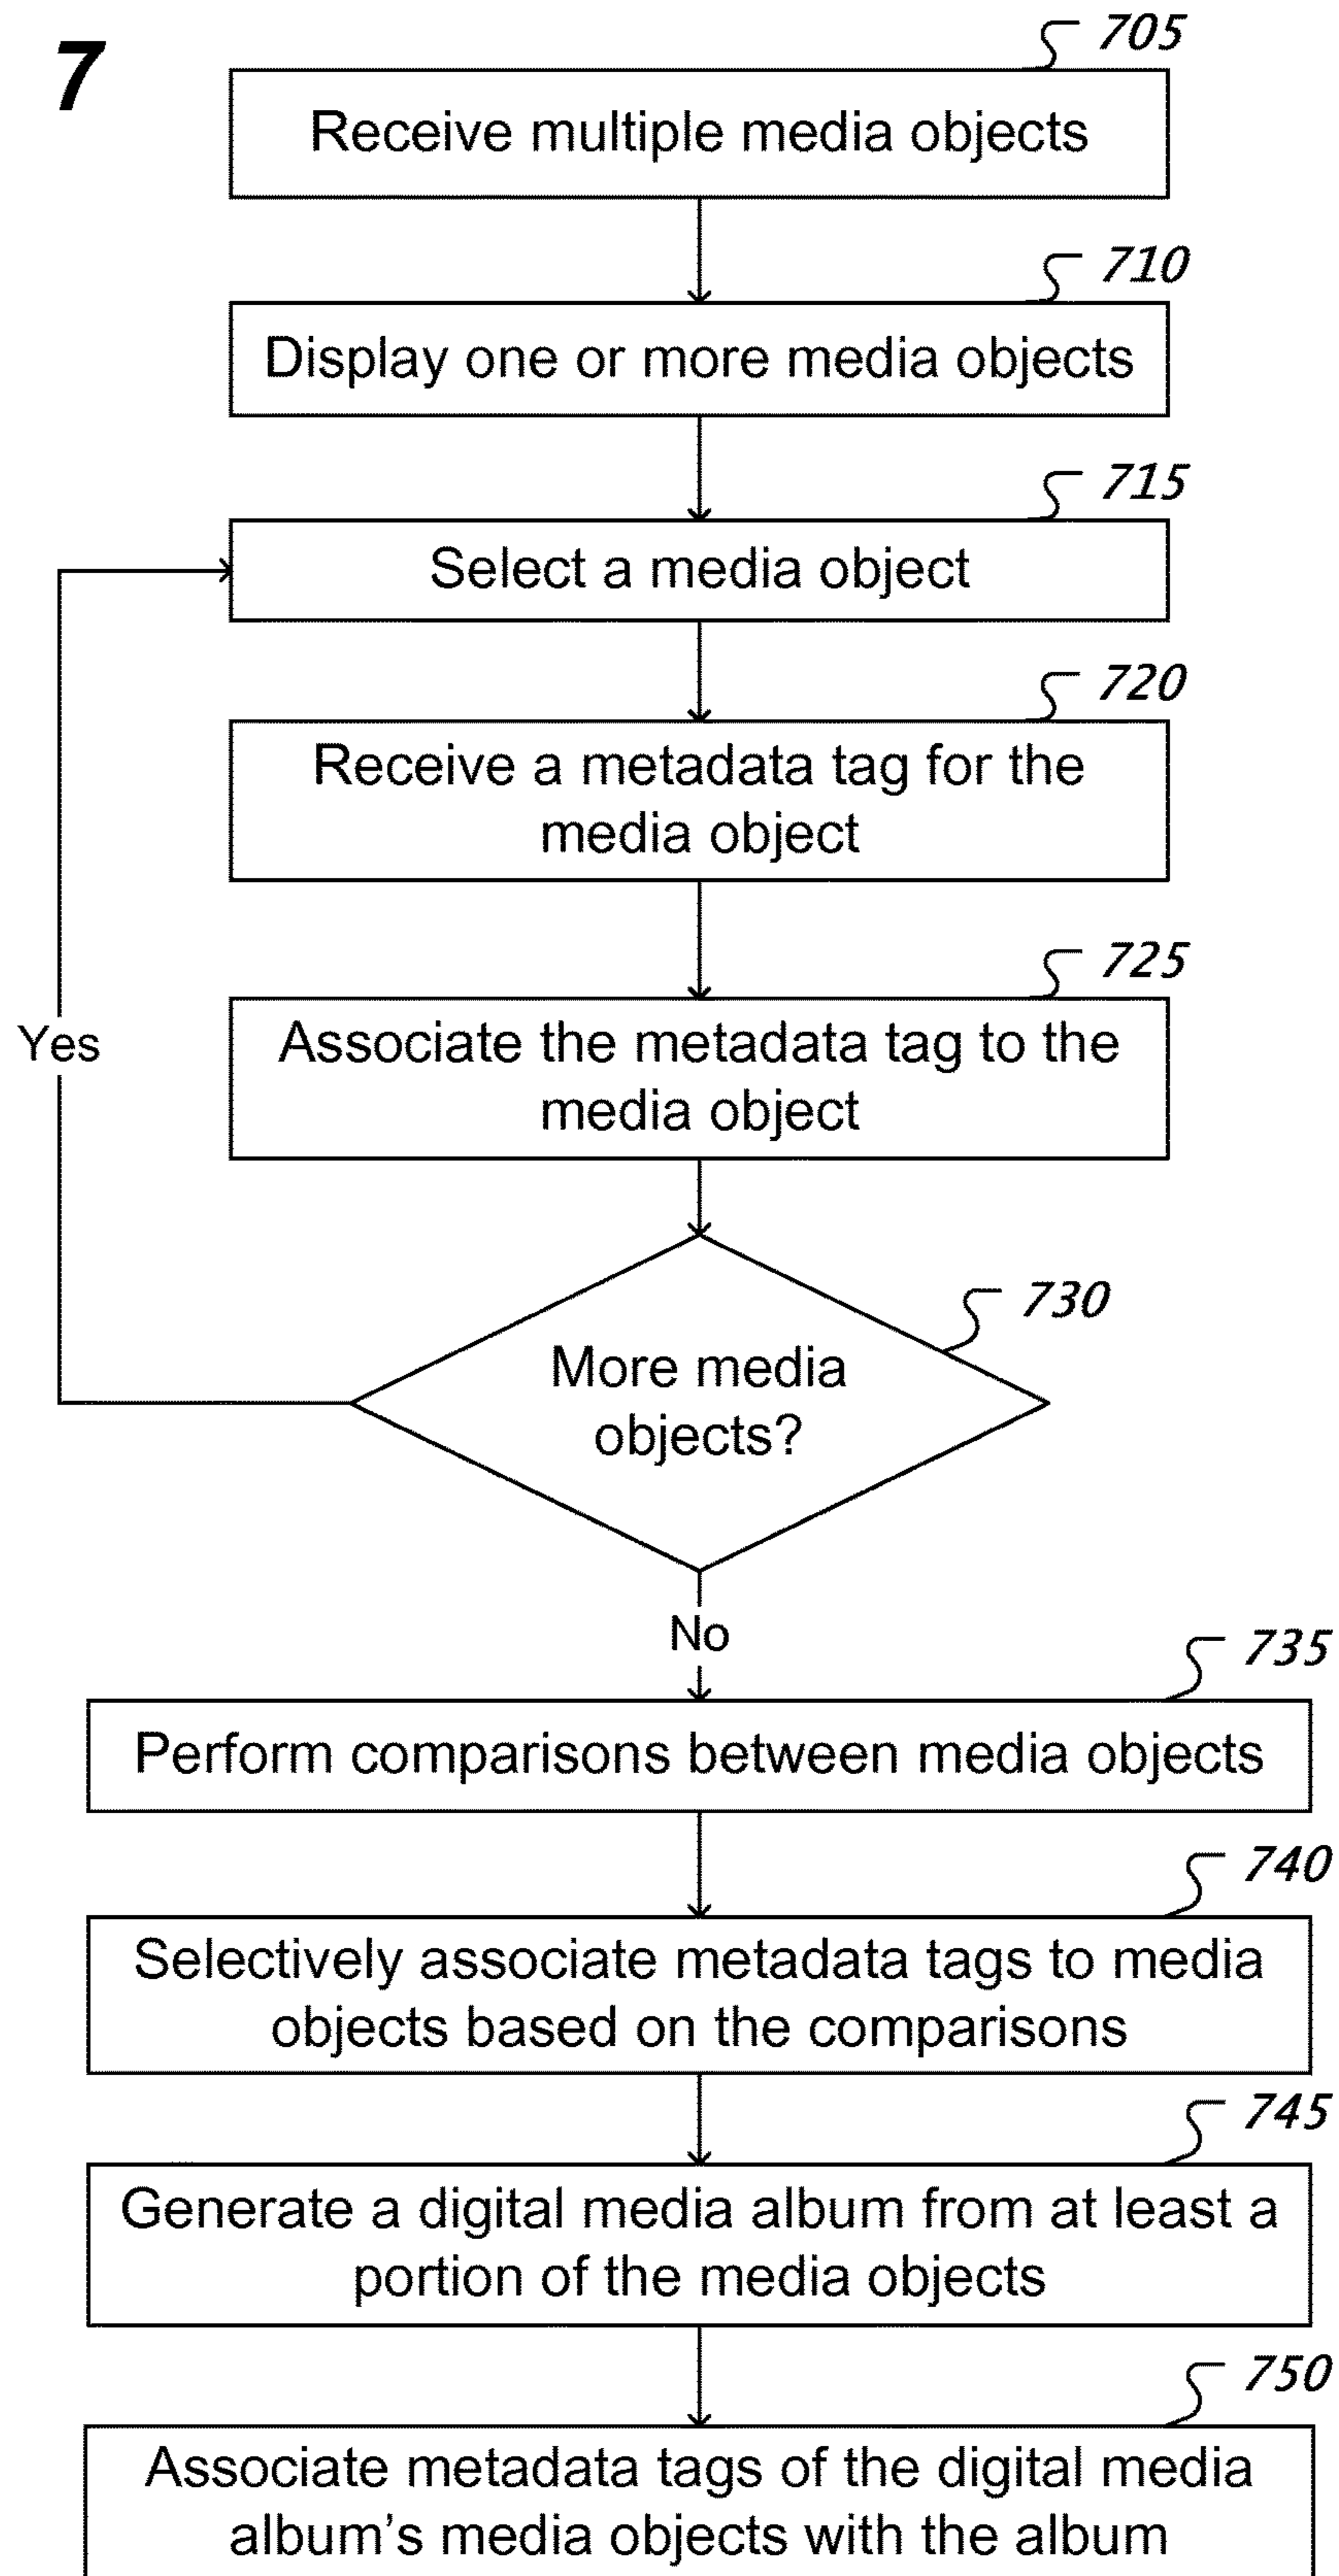 7
705
Receive multiple media objects
710
Display one or more media objects
715
Select a media object
720
Receive a metadata tag for the
media object
725
Associate the metadata tag to the
media object
Yes
730
More media
objects?
No
735
Perform comparisons between media objects
740
Selectively associate metadata tags to media
objects based on the comparisons
745
Generate a digital media album from at least a
portion of the media objects
750
Associate metadata tags of the digital media
album's media objects with the album